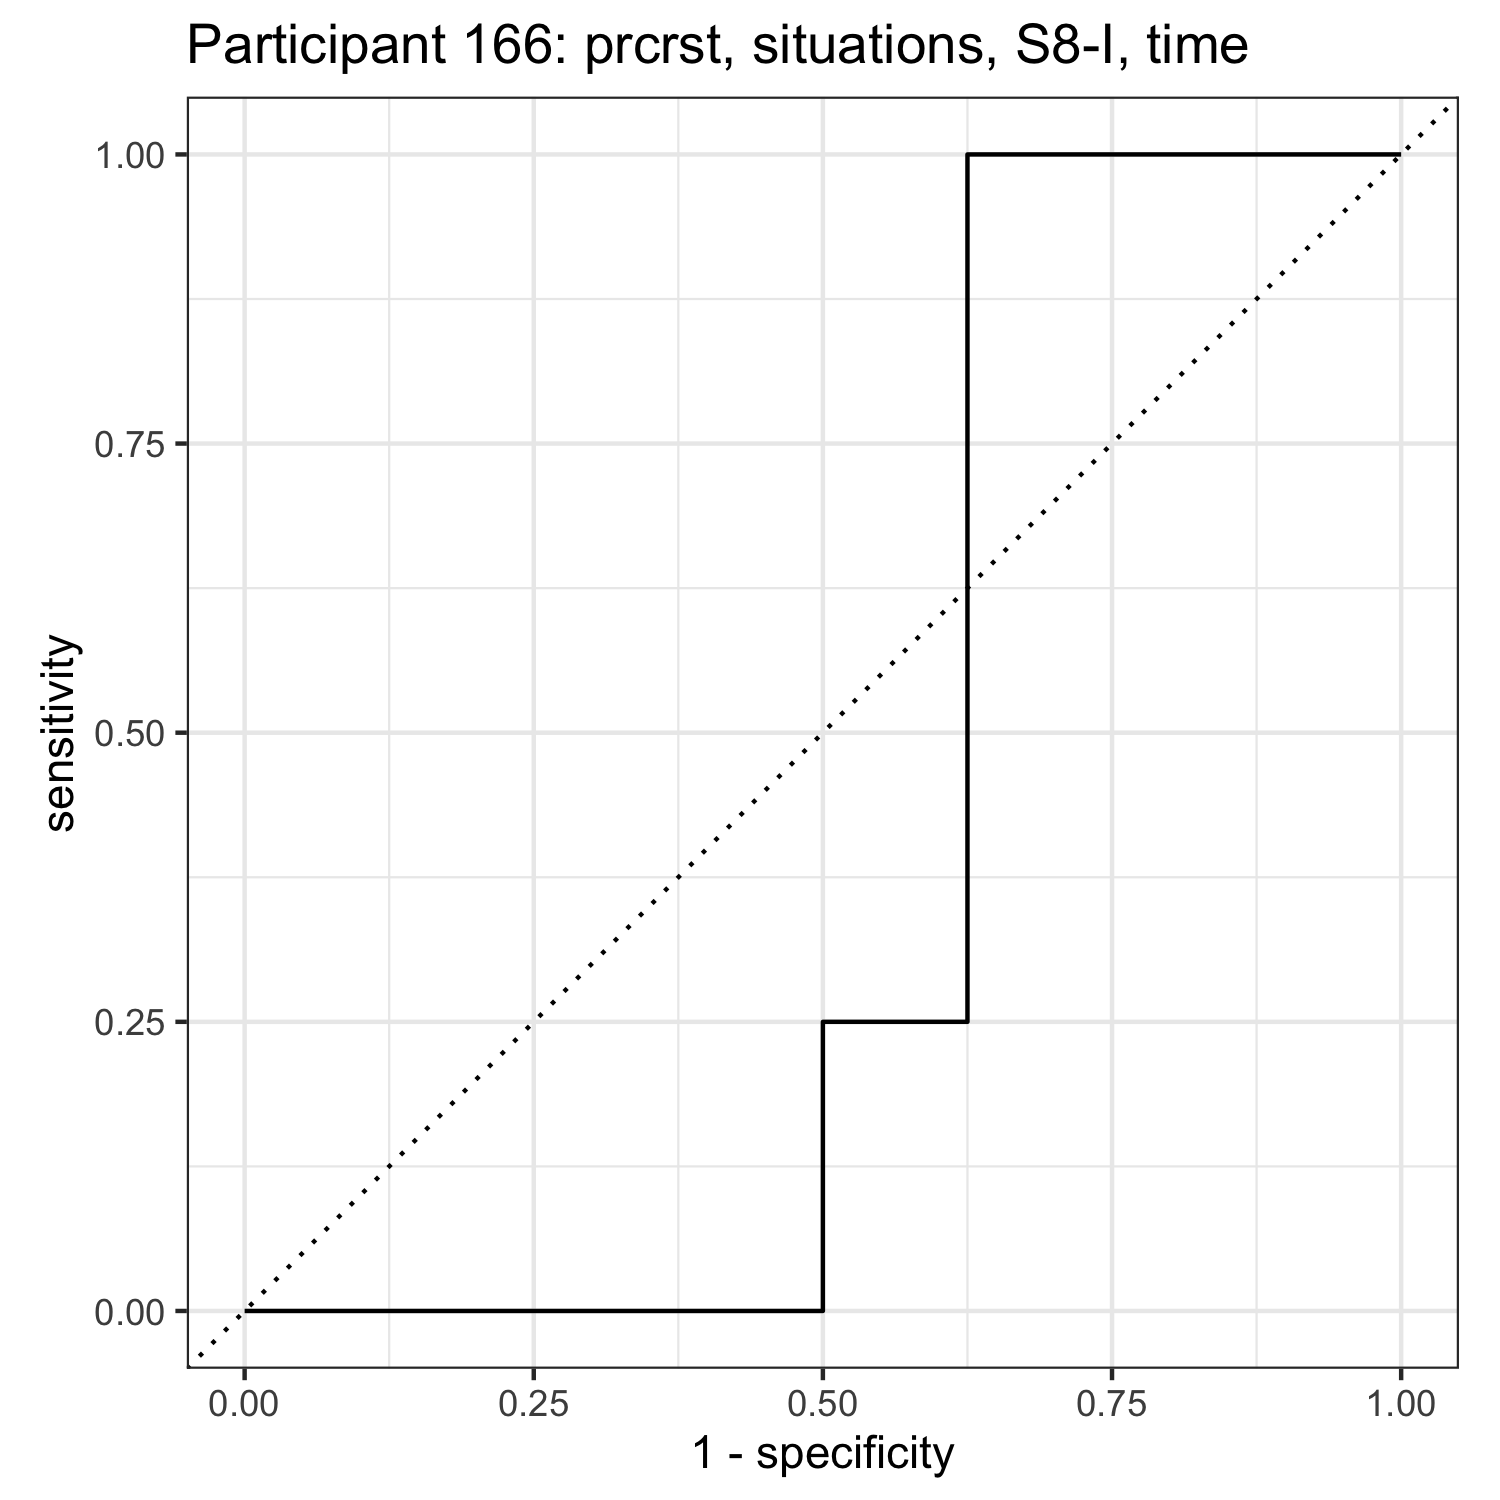 Participant 166: prcrst, situations, S8-I, time
1.00
0.75
0.50
0.25
0.00
sensitivity
0.00 0.25 0.50 0.75 1.00
1 - specificity